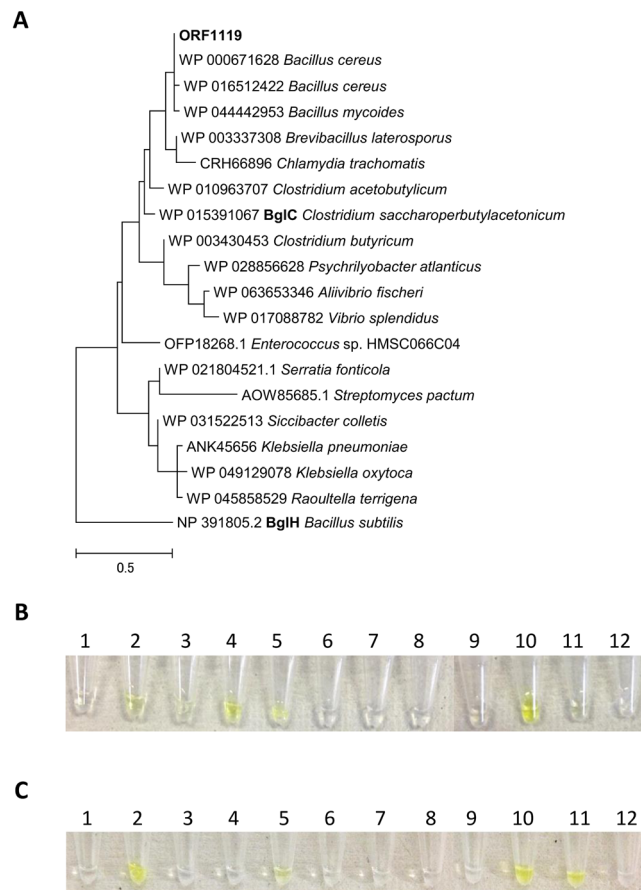 A
ORF1119
WP 000671628 Bacillus cereus
WP 016512422 Bacillus cereus
WP 044442953 Bacillus mycoides
WP 003337308 Brevibacillus laterosporus
CRH66896 Chlamydia trachomatis
WP 010963707 Clostridium acetobutylicum
WP 015391067 BglC Clostridium saccharoperbutylacetonicum
WP 003430453 Clostridium butyricum
WP 028856628 Psychrilyobacter atlanticus
WP 063653346 Aliivibrio fischeri
WP 017088782 Vibrio splendidus
OFP18268.1 Enterococcus sp. HMSC066C04
WP 021804521.1 Serratia fonticola
AOW85685.1 Streptomyces pactum
WP 031522513 Siccibacter colletis
ANK45656 Klebsiella pneumoniae
WP 049129078 Klebsiella oxytoca
WP 045858529 Raoultella terrigena
NP 391805.2 BglH Bacillus subtilis
0.5
B
1 2 3 4 5 6 7 8 9 10 11 12
C
1 2 3 4 5 6 7 8 9 10 11 12